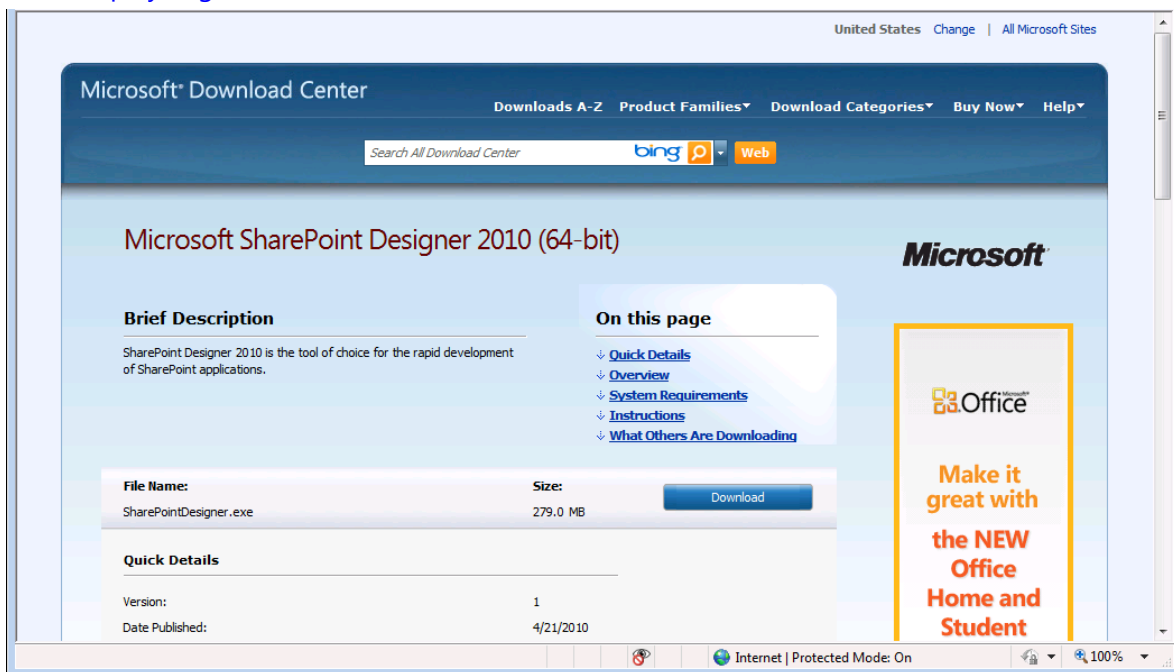 United States Change | All Microsoft Sites
Microsoft® Download Center
Downloads A-Z Product Families Download Categories Buy Now Help
Search All Download Center bing Web
Microsoft SharePoint Designer 2010 (64-bit)
Microsoft®
Brief Description
SharePoint Designer 2010 is the tool of choice for the rapid development
of SharePoint applications.
On this page
Quick Details
Overview
System Requirements
Instructions
What Others Are Downloading
Microsoft®
Office
Make it
great with
the NEW
Office
Home and
Student
File Name: Size:
SharePointDesigner.exe 279.0 MB Download
Quick Details
Version: 1
Date Published: 4/21/2010
Internet | Protected Mode: On 100%